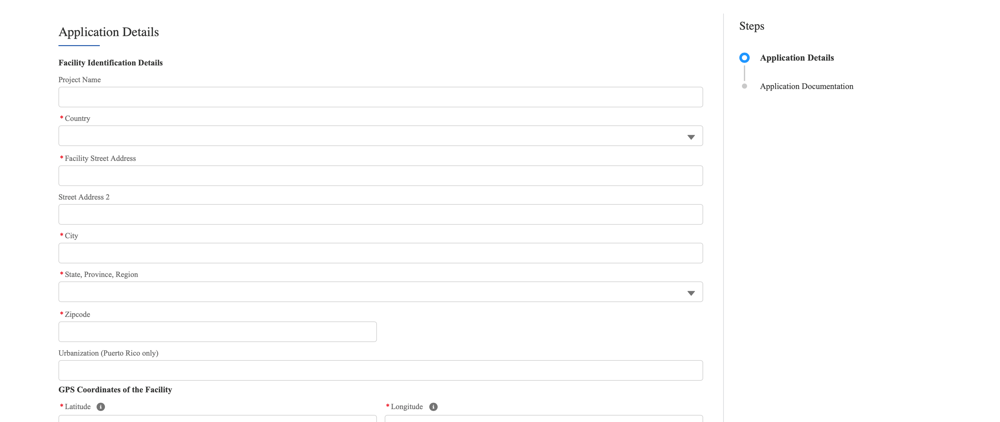 Application Details
Facility Identification Details
Project Name
* Country
* Facility Street Address
Street Address 2
* City
* State, Province, Region
* Zipcode
Urbanization (Puerto Rico only)
GPS Coordinates of the Facility
* Latitude i * Longitude i
Steps
Application Details
Application Documentation